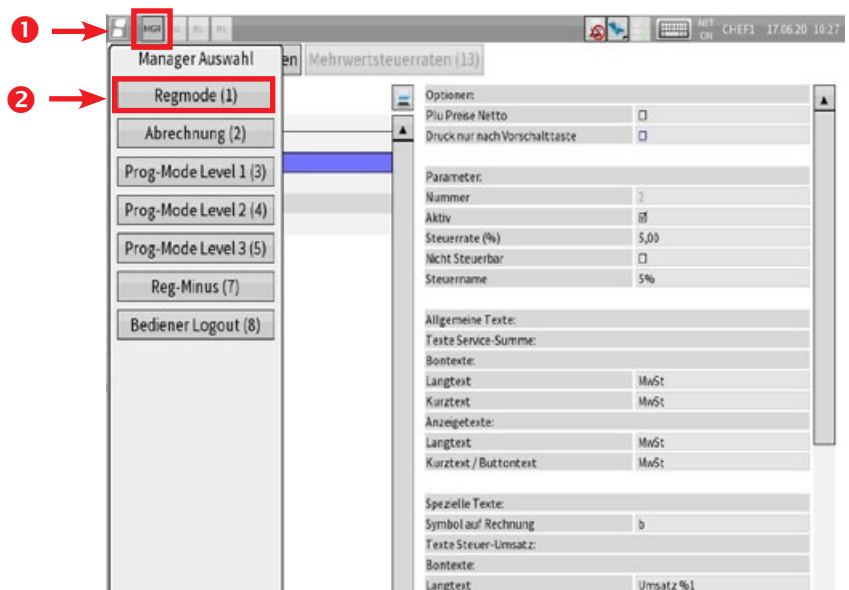 1 MGR NET ON CHEF1 17.06.20 10:27
Manager Auswahl
en Mehrwertsteuerraten (13)
Regmode (1)
2
Abrechnung (2)
Prog-Mode Level 1 (3)
Prog-Mode Level 2 (4)
Prog-Mode Level 3 (5)
Reg-Minus (7)
Bediener Logout (8)
Optionen:
Plu Preise Netto
Druck nur nach Vorschalttaste
Parameter:
Nummer 2
Aktiv
Steuerrate (%) 5,00
Nicht Steuerbar
Steuername 5%
Allgemeine Texte:
Texte Service-Summe:
Bontexte:
Langtext MwSt
Kurztext MwSt
Anzeigetexte:
Langtext MwSt
Kurztext / Buttontext MwSt
Spezielle Texte:
Symbol auf Rechnung b
Texte Steuer-Umsatz:
Bontexte:
Langtext Umsatz %1